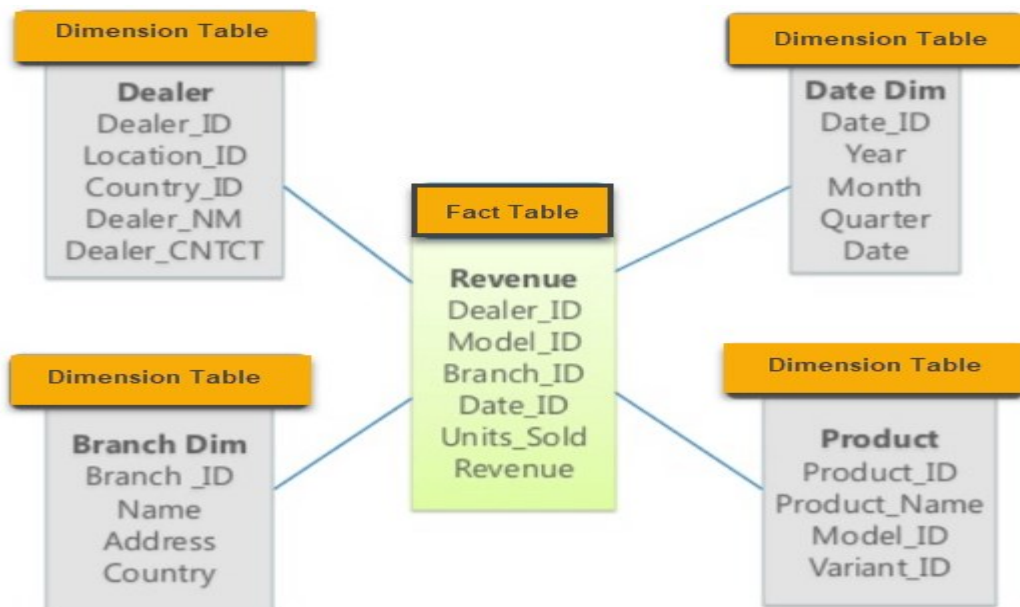 Dimension Table
Dealer
Dealer_ID
Location_ID
Country_ID
Dealer_NM
Dealer_CNTCT
Dimension Table
Date Dim
Date_ID
Year
Month
Quarter
Date
Fact Table
Revenue
Dealer_ID
Model_ID
Branch_ID
Date_ID
Units_Sold
Revenue
Dimension Table
Branch Dim
Branch _ID
Name
Address
Country
Dimension Table
Product
Product_ID
Product_Name
Model_ID
Variant_ID